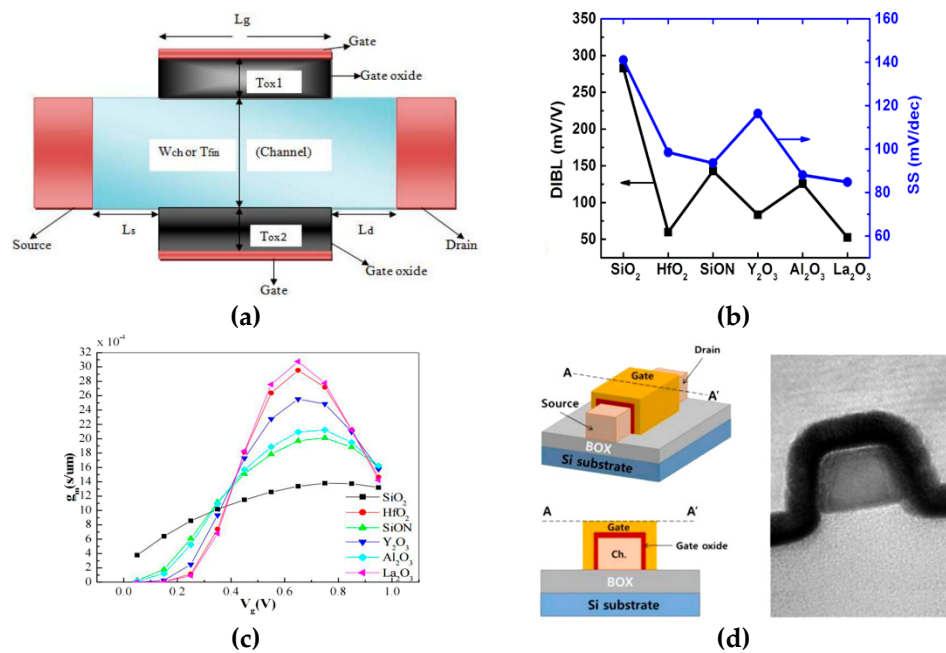 Lg
Gate
Gate oxide
Tox1
Wch or Tfin
(Channel)
Source
Ls
Tox2
Ld
Drain
Gate oxide
Gate
(a)
350
300
250
200
150
100
50
DIBL (mV/V)
160
140
120
100
80
60
SS (mV/dec)
SiO2 HfO2 SiON Y2O3 Al2O3 La2O3
(b)
x 10^-4
32
30
28
26
24
22
20
18
16
14
12
10
8
6
4
2
0
gm(s/um)
SiO2
HfO2
SiON
Y2O3
Al2O3
La2O3
0.0 0.2 0.4 0.6 0.8 1.0
Vg(V)
(c)
Drain
A
Gate
A'
Source
BOX
Si substrate
A A'
Gate
Gate oxide
Ch.
BOX
Si substrate
(d)